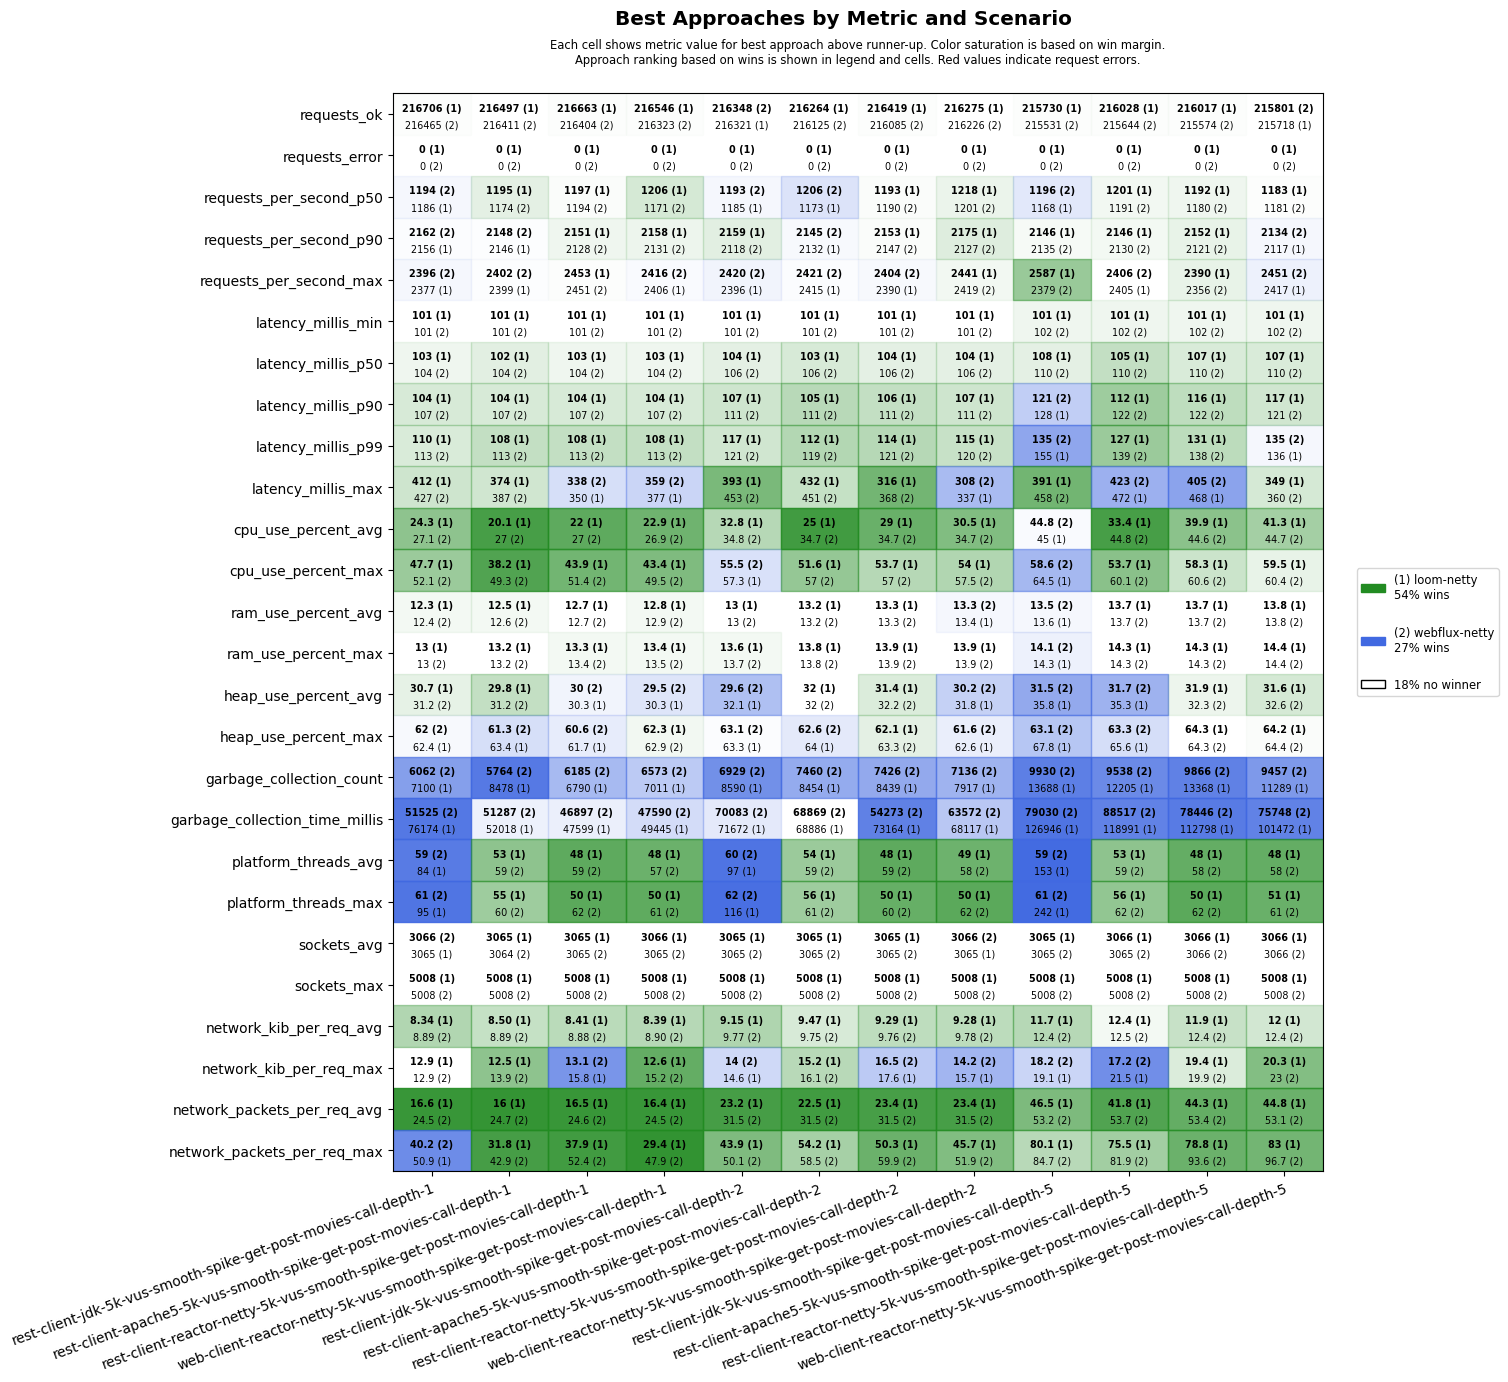 Best Approaches by Metric and Scenario
Each cell shows metric value for best approach above runner-up. Color saturation is based on win margin.
Approach ranking based on wins is shown in legend and cells. Red values indicate request errors.
requests_ok
216706 (1) 216497 (1) 216663 (1) 216546 (1) 216348 (2) 216264 (1) 216419 (1) 216275 (1) 215730 (1) 216028 (1) 216017 (1) 215801 (2)
216465 (2) 216411 (2) 216404 (2) 216323 (2) 216321 (1) 216125 (2) 216085 (2) 216226 (2) 215531 (2) 215644 (2) 215574 (2) 215718 (1)
requests_error
0 (1) 0 (1) 0 (1) 0 (1) 0 (1) 0 (1) 0 (1) 0 (1) 0 (1) 0 (1) 0 (1) 0 (1)
0 (2) 0 (2) 0 (2) 0 (2) 0 (2) 0 (2) 0 (2) 0 (2) 0 (2) 0 (2) 0 (2) 0 (2)
requests_per_second_p50
1194 (2) 1195 (1) 1197 (1) 1206 (1) 1193 (2) 1206 (2) 1193 (1) 1218 (1) 1196 (2) 1201 (1) 1192 (1) 1183 (1)
1186 (1) 1174 (2) 1194 (2) 1171 (2) 1185 (1) 1173 (1) 1190 (2) 1201 (2) 1168 (1) 1191 (2) 1180 (2) 1181 (2)
requests_per_second_p90
2162 (2) 2148 (2) 2151 (1) 2158 (1) 2159 (1) 2145 (2) 2153 (1) 2175 (1) 2146 (1) 2146 (1) 2152 (1) 2134 (2)
2156 (1) 2146 (1) 2128 (2) 2131 (2) 2118 (2) 2132 (1) 2147 (2) 2127 (2) 2135 (2) 2130 (2) 2121 (2) 2117 (1)
requests_per_second_max
2396 (2) 2402 (2) 2453 (1) 2416 (2) 2420 (2) 2421 (2) 2404 (2) 2441 (1) 2587 (1) 2406 (2) 2390 (1) 2451 (2)
2377 (1) 2399 (1) 2451 (2) 2406 (1) 2396 (1) 2415 (1) 2390 (1) 2419 (2) 2379 (2) 2405 (1) 2356 (2) 2417 (1)
latency_millis_min
101 (1) 101 (1) 101 (1) 101 (1) 101 (1) 101 (1) 101 (1) 101 (1) 101 (1) 101 (1) 101 (1) 101 (1)
101 (2) 101 (2) 101 (2) 101 (2) 101 (2) 101 (2) 101 (2) 101 (2) 102 (2) 102 (2) 102 (2) 102 (2)
latency_millis_p50
103 (1) 102 (1) 103 (1) 103 (1) 104 (1) 103 (1) 104 (1) 104 (1) 108 (1) 105 (1) 107 (1) 107 (1)
104 (2) 104 (2) 104 (2) 104 (2) 106 (2) 106 (2) 106 (2) 106 (2) 110 (2) 110 (2) 110 (2) 110 (2)
latency_millis_p90
104 (1) 104 (1) 104 (1) 104 (1) 107 (1) 105 (1) 106 (1) 107 (1) 121 (2) 112 (1) 116 (1) 117 (1)
107 (2) 107 (2) 107 (2) 107 (2) 111 (2) 111 (2) 111 (2) 111 (2) 128 (1) 122 (2) 122 (2) 121 (2)
latency_millis_p99
110 (1) 108 (1) 108 (1) 108 (1) 117 (1) 112 (1) 114 (1) 115 (1) 135 (2) 127 (1) 131 (1) 135 (2)
113 (2) 113 (2) 113 (2) 113 (2) 121 (2) 119 (2) 121 (2) 120 (2) 155 (1) 139 (2) 138 (2) 136 (1)
latency_millis_max
412 (1) 374 (1) 338 (2) 359 (2) 393 (1) 432 (1) 316 (1) 308 (2) 391 (1) 423 (2) 405 (2) 349 (1)
427 (2) 387 (2) 350 (1) 377 (1) 453 (2) 451 (2) 368 (2) 337 (1) 458 (2) 472 (1) 468 (1) 360 (2)
cpu_use_percent_avg
24.3 (1) 20.1 (1) 22 (1) 22.9 (1) 32.8 (1) 25 (1) 29 (1) 30.5 (1) 44.8 (2) 33.4 (1) 39.9 (1) 41.3 (1)
27.1 (2) 27 (2) 27 (2) 26.9 (2) 34.8 (2) 34.7 (2) 34.7 (2) 34.7 (2) 45 (1) 44.8 (2) 44.6 (2) 44.7 (2)
cpu_use_percent_max
47.7 (1) 38.2 (1) 43.9 (1) 43.4 (1) 55.5 (2) 51.6 (1) 53.7 (1) 54 (1) 58.6 (2) 53.7 (1) 58.3 (1) 59.5 (1)
52.1 (2) 49.3 (2) 51.4 (2) 49.5 (2) 57.3 (1) 57 (2) 57 (2) 57.5 (2) 64.5 (1) 60.1 (2) 60.6 (2) 60.4 (2)
ram_use_percent_avg
12.3 (1) 12.5 (1) 12.7 (1) 12.8 (1) 13 (1) 13.2 (1) 13.3 (1) 13.3 (2) 13.5 (2) 13.7 (1) 13.7 (1) 13.8 (1)
12.4 (2) 12.6 (2) 12.7 (2) 12.9 (2) 13 (2) 13.2 (2) 13.3 (2) 13.4 (1) 13.6 (1) 13.7 (2) 13.7 (2) 13.8 (2)
ram_use_percent_max
13 (1) 13.2 (1) 13.3 (1) 13.4 (1) 13.6 (1) 13.8 (1) 13.9 (1) 13.9 (1) 14.1 (2) 14.3 (1) 14.3 (1) 14.4 (1)
13 (2) 13.2 (2) 13.4 (2) 13.5 (2) 13.7 (2) 13.8 (2) 13.9 (2) 13.9 (2) 14.3 (1) 14.3 (2) 14.3 (2) 14.4 (2)
heap_use_percent_avg
30.7 (1) 29.8 (1) 30 (2) 29.5 (2) 29.6 (2) 32 (1) 31.4 (1) 30.2 (2) 31.5 (2) 31.7 (2) 31.9 (1) 31.6 (1)
31.2 (2) 31.2 (2) 30.3 (1) 30.3 (1) 32.1 (1) 32 (2) 32.2 (2) 31.8 (1) 35.8 (1) 35.3 (1) 32.3 (2) 32.6 (2)
heap_use_percent_max
62 (2) 61.3 (2) 60.6 (2) 62.3 (1) 63.1 (2) 62.6 (2) 62.1 (1) 61.6 (2) 63.1 (2) 63.3 (2) 64.3 (1) 64.2 (1)
62.4 (1) 63.4 (1) 61.7 (1) 62.9 (2) 63.3 (1) 64 (1) 63.3 (2) 62.6 (1) 67.8 (1) 65.6 (1) 64.3 (2) 64.4 (2)
garbage_collection_count
6062 (2) 5764 (2) 6185 (2) 6573 (2) 6929 (2) 7460 (2) 7426 (2) 7136 (2) 9930 (2) 9538 (2) 9866 (2) 9457 (2)
7100 (1) 8478 (1) 6790 (1) 7011 (1) 8590 (1) 8454 (1) 8439 (1) 7917 (1) 13688 (1) 12205 (1) 13368 (1) 11289 (1)
garbage_collection_time_millis
51525 (2) 51287 (2) 46897 (2) 47590 (2) 70083 (2) 68869 (2) 54273 (2) 63572 (2) 79030 (2) 88517 (2) 78446 (2) 75748 (2)
76174 (1) 52018 (1) 47599 (1) 49445 (1) 71672 (1) 68886 (1) 73164 (1) 68117 (1) 126946 (1) 118991 (1) 112798 (1) 101472 (1)
platform_threads_avg
59 (2) 53 (1) 48 (1) 48 (1) 60 (2) 54 (1) 48 (1) 49 (1) 59 (2) 53 (1) 48 (1) 48 (1)
84 (1) 59 (2) 59 (2) 57 (2) 97 (1) 59 (2) 59 (2) 58 (2) 153 (1) 59 (2) 58 (2) 58 (2)
platform_threads_max
61 (2) 55 (1) 50 (1) 50 (1) 62 (2) 56 (1) 50 (1) 50 (1) 61 (2) 56 (1) 50 (1) 51 (1)
95 (1) 60 (2) 62 (2) 61 (2) 116 (1) 61 (2) 60 (2) 62 (2) 242 (1) 62 (2) 62 (2) 61 (2)
sockets_avg
3066 (2) 3065 (1) 3065 (1) 3066 (1) 3065 (1) 3065 (1) 3065 (1) 3066 (2) 3065 (1) 3066 (1) 3066 (1) 3066 (1)
3065 (1) 3064 (2) 3065 (2) 3065 (2) 3065 (2) 3065 (2) 3065 (2) 3065 (1) 3065 (2) 3065 (2) 3066 (2) 3066 (2)
sockets_max
5008 (1) 5008 (1) 5008 (1) 5008 (1) 5008 (1) 5008 (1) 5008 (1) 5008 (1) 5008 (1) 5008 (1) 5008 (1) 5008 (1)
5008 (2) 5008 (2) 5008 (2) 5008 (2) 5008 (2) 5008 (2) 5008 (2) 5008 (2) 5008 (2) 5008 (2) 5008 (2) 5008 (2)
network_kib_per_req_avg
8.34 (1) 8.50 (1) 8.41 (1) 8.39 (1) 9.15 (1) 9.47 (1) 9.29 (1) 9.28 (1) 11.7 (1) 12.4 (1) 11.9 (1) 12 (1)
8.89 (2) 8.89 (2) 8.88 (2) 8.90 (2) 9.77 (2) 9.75 (2) 9.76 (2) 9.78 (2) 12.4 (2) 12.5 (2) 12.4 (2) 12.4 (2)
network_kib_per_req_max
12.9 (1) 12.5 (1) 13.1 (2) 12.6 (1) 14 (2) 15.2 (1) 16.5 (2) 14.2 (2) 18.2 (2) 17.2 (2) 19.4 (1) 20.3 (1)
12.9 (2) 13.9 (2) 15.8 (1) 15.2 (2) 14.6 (1) 16.1 (2) 17.6 (1) 15.7 (1) 19.1 (1) 21.5 (1) 19.9 (2) 23 (2)
network_packets_per_req_avg
16.6 (1) 16 (1) 16.5 (1) 16.4 (1) 23.2 (1) 22.5 (1) 23.4 (1) 23.4 (1) 46.5 (1) 41.8 (1) 44.3 (1) 44.8 (1)
24.5 (2) 24.7 (2) 24.6 (2) 24.5 (2) 31.5 (2) 31.5 (2) 31.5 (2) 31.5 (2) 53.2 (2) 53.7 (2) 53.4 (2) 53.1 (2)
network_packets_per_req_max
40.2 (2) 31.8 (1) 37.9 (1) 29.4 (1) 43.9 (1) 54.2 (1) 50.3 (1) 45.7 (1) 80.1 (1) 75.5 (1) 78.8 (1) 83 (1)
50.9 (1) 42.9 (2) 52.4 (2) 47.9 (2) 50.1 (2) 58.5 (2) 59.9 (2) 51.9 (2) 84.7 (2) 81.9 (2) 93.6 (2) 96.7 (2)
rest-client-jdk-5k-vus-smooth-spike-get-post-movies-call-depth-1
rest-client-apache5-5k-vus-smooth-spike-get-post-movies-call-depth-1
rest-client-reactor-netty-5k-vus-smooth-spike-get-post-movies-call-depth-1
web-client-reactor-netty-5k-vus-smooth-spike-get-post-movies-call-depth-1
rest-client-jdk-5k-vus-smooth-spike-get-post-movies-call-depth-2
rest-client-apache5-5k-vus-smooth-spike-get-post-movies-call-depth-2
rest-client-reactor-netty-5k-vus-smooth-spike-get-post-movies-call-depth-2
web-client-reactor-netty-5k-vus-smooth-spike-get-post-movies-call-depth-2
rest-client-jdk-5k-vus-smooth-spike-get-post-movies-call-depth-5
rest-client-apache5-5k-vus-smooth-spike-get-post-movies-call-depth-5
rest-client-reactor-netty-5k-vus-smooth-spike-get-post-movies-call-depth-5
web-client-reactor-netty-5k-vus-smooth-spike-get-post-movies-call-depth-5
(1) loom-netty
54% wins
(2) webflux-netty
27% wins
18% no winner